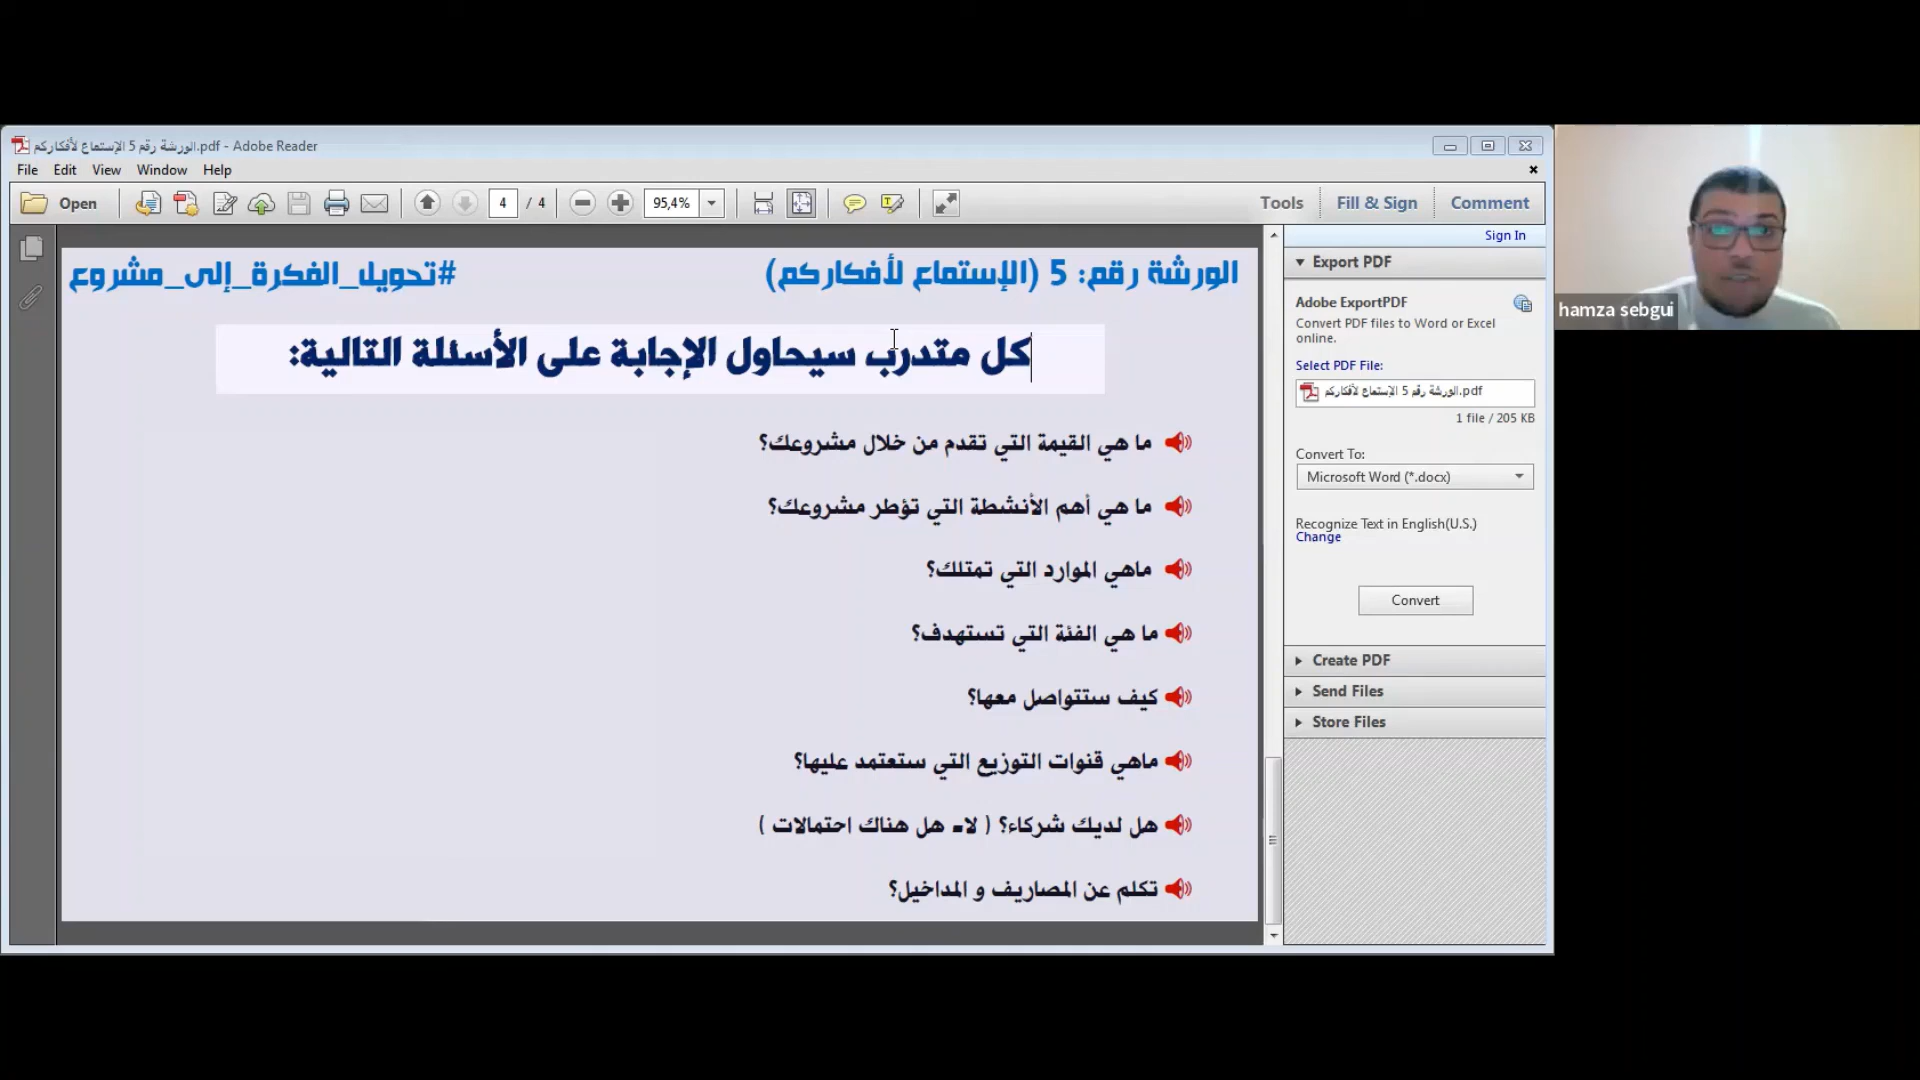 الورشة رقم 5 الإستماع لأفكاركم.pdf - Adobe Reader
File Edit View Window Help
Open 4 / 4 95,4% Tools Fill & Sign Comment
Sign In
#تحويل_الفكرة_إلى_مشروع
الورشة رقم: 5 (الإستماع لأفكاركم)
كل متدرب سيحاول الإجابة على الأسئلة التالية:
ما هي القيمة التي تقدم من خلال مشروعك؟
ما هي أهم الأنشطة التي تؤطر مشروعك؟
ماهي الموارد التي تمتلك؟
ما هي الفئة التي تستهدف؟
كيف ستتواصل معها؟
ماهي قنوات التوزيع التي ستعتمد عليها؟
هل لديك شركاء؟ ( لا= هل هناك احتمالات )
تكلم عن المصاريف و المداخيل؟
Export PDF
Adobe ExportPDF
Convert PDF files to Word or Excel
online.
Select PDF File:
الورشة رقم 5 الإستماع لأفكاركم.pdf
1 file / 205 KB
Convert To:
Microsoft Word (*.docx)
Recognize Text in English(U.S.)
Change
Convert
Create PDF
Send Files
Store Files
hamza sebgui